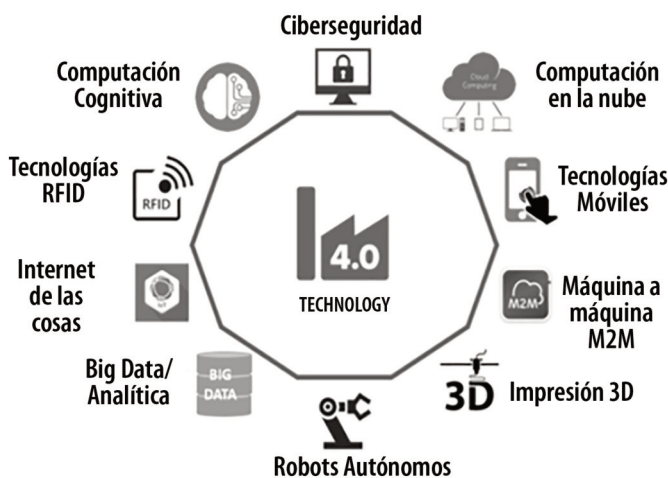 Ciberseguridad
Computación
Cognitiva
Cloud
Computing
Computación
en la nube
Tecnologías
RFID
RFID
Tecnologías
Móviles
4.0
TECHNOLOGY
Internet
de las
cosas
IoT
M2M
Máquina a
máquina
M2M
Big Data/
Analítica
BIG
DATA
3D
Impresión 3D
Robots Autónomos